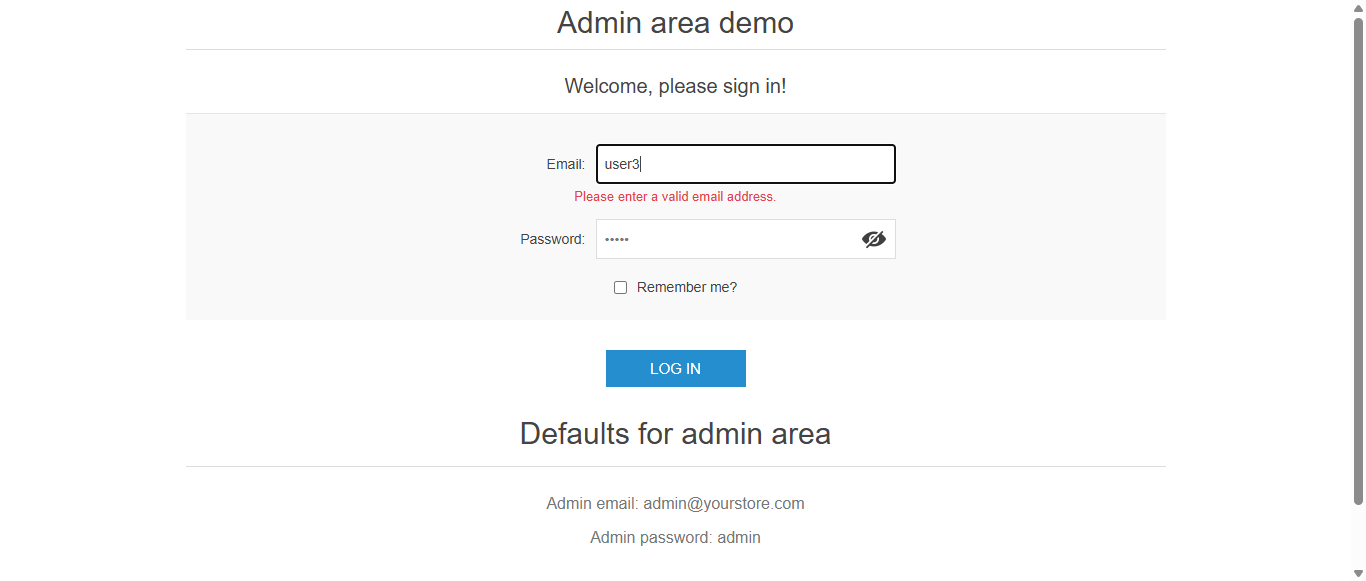 Admin area demo
Welcome, please sign in!
Email: user3
Please enter a valid email address.
Password: •••••
Remember me?
LOG IN
Defaults for admin area
Admin email: admin@yourstore.com
Admin password: admin